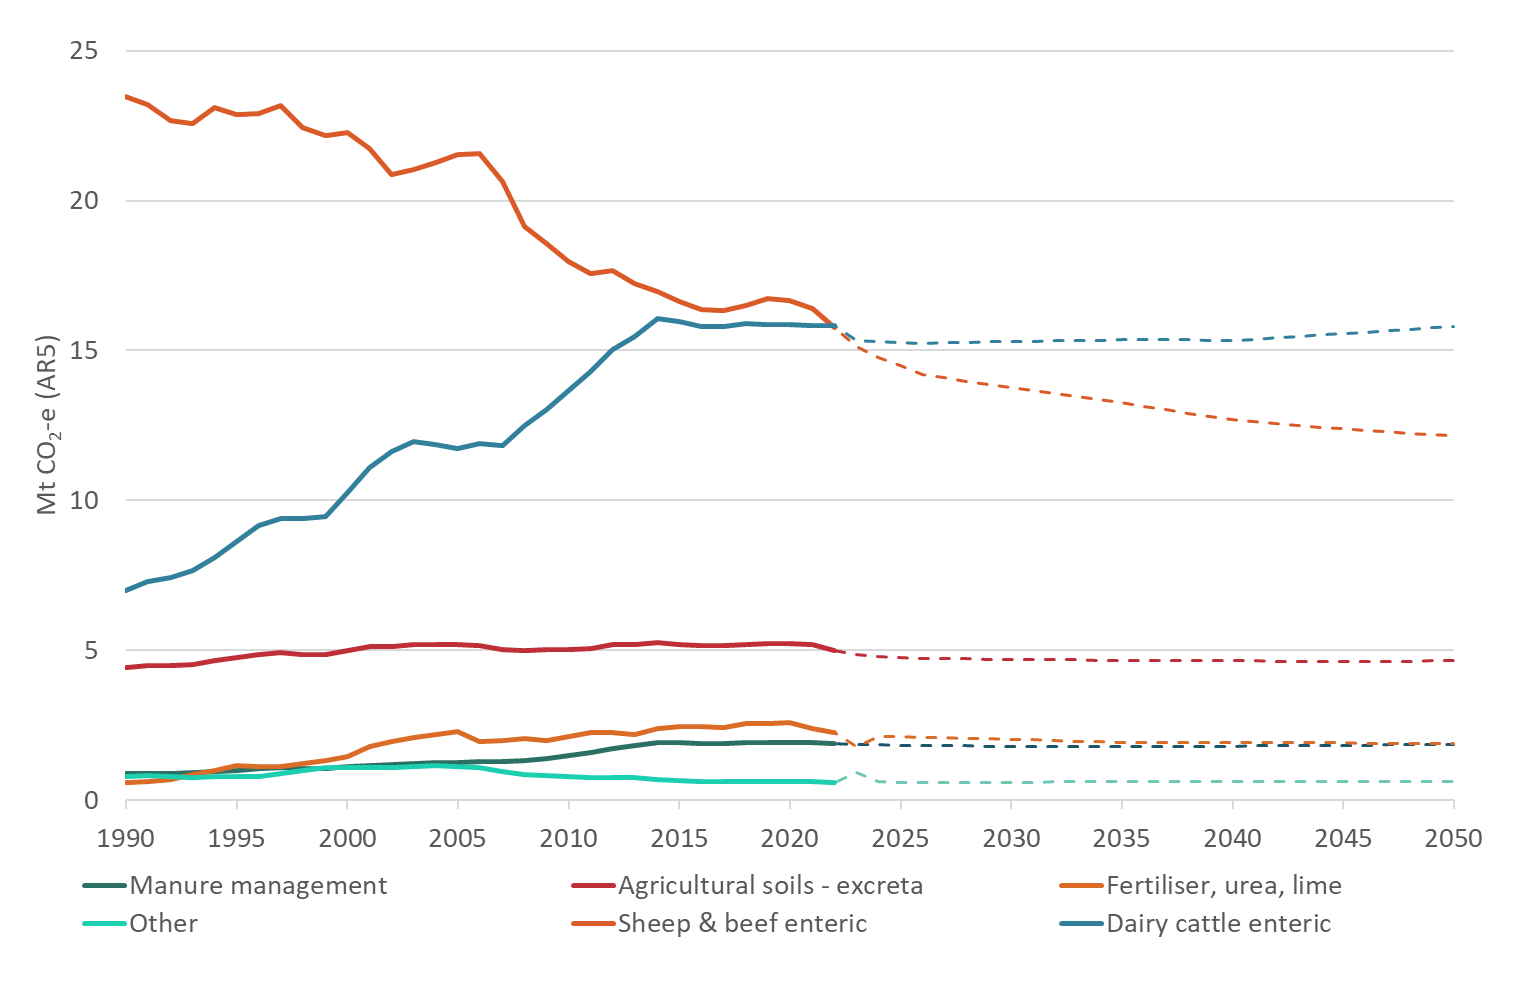 25
20
15
10
5
0
Mt CO₂-e (AR5)
1990 1995 2000 2005 2010 2015 2020 2025 2030 2035 2040 2045 2050
Manure management Agricultural soils - excreta Fertiliser, urea, lime
Other Sheep & beef enteric Dairy cattle enteric